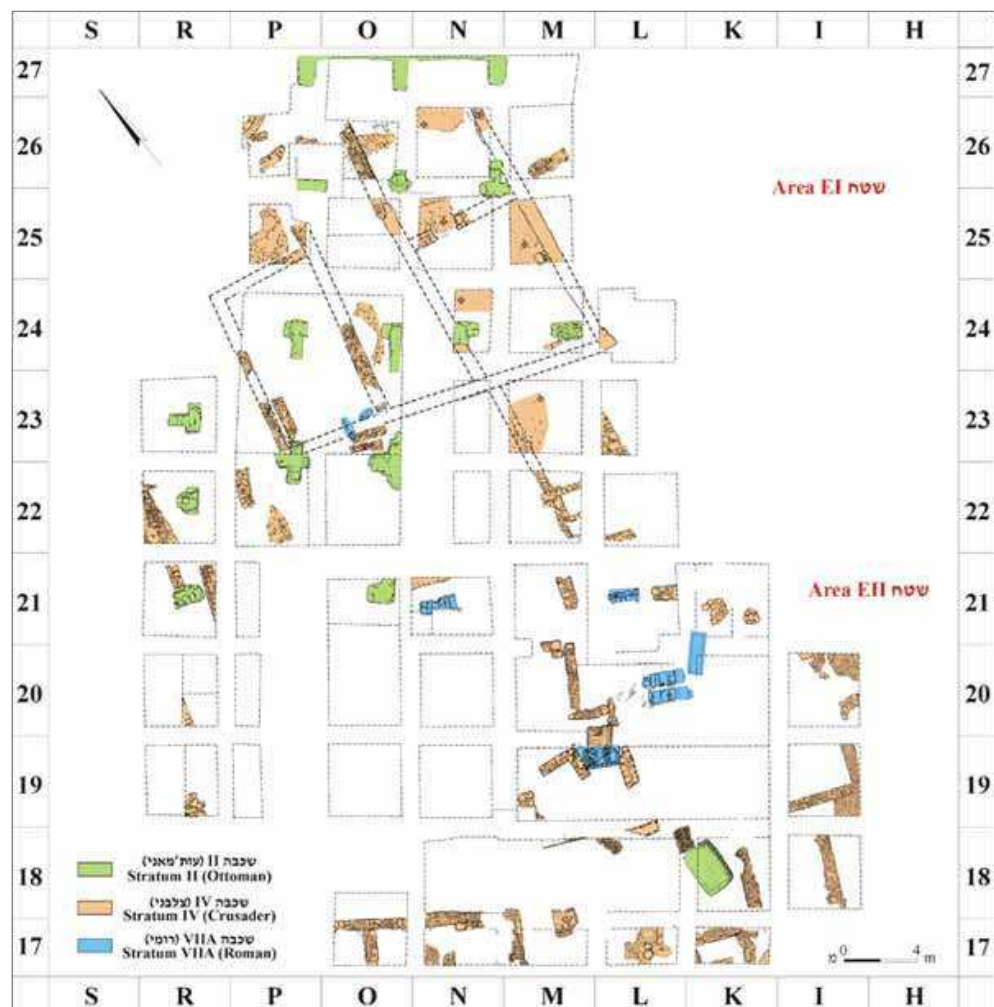 S R P O N M L K I H
27 27
26 26
Area EI שטח
25 25
24 24
23 23
22 22
21 21
Area EII שטח
20 20
19 19
18 18
שכבה II (עות'מאני)
Stratum II (Ottoman)
שכבה IV (צלבני)
Stratum IV (Crusader)
שכבה VIIA (רומי)
Stratum VIIA (Roman)
17 17
מ 0 4 m
S R P O N M L K I H